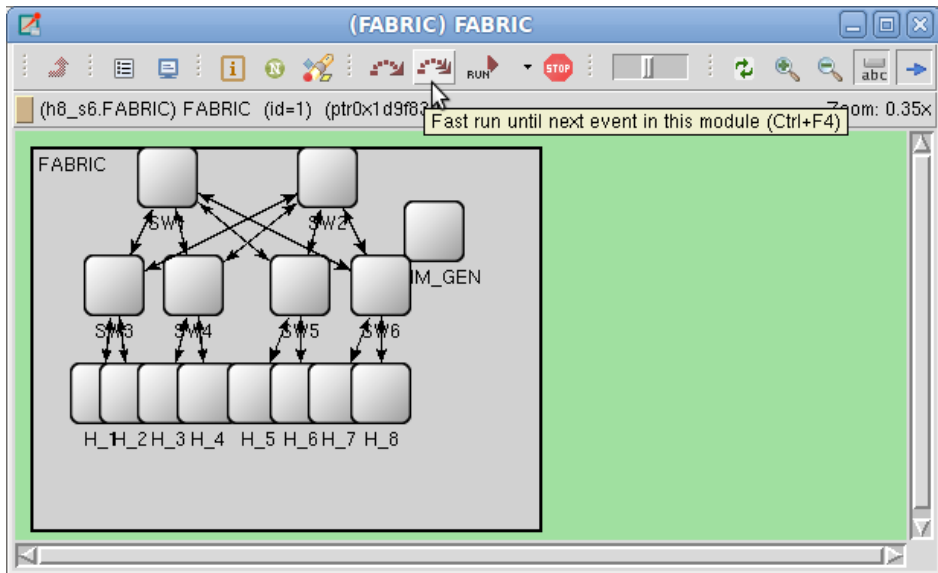 (FABRIC) FABRIC
RUN STOP abc
(h8_s6.FABRIC) FABRIC (id=1) (ptr0x1d9f83 Zoom: 0.35x
Fast run until next event in this module (Ctrl+F4)
FABRIC
SW1 SW2
IM_GEN
SW3 SW4 SW5 SW6
H_1 H_2 H_3 H_4 H_5 H_6 H_7 H_8